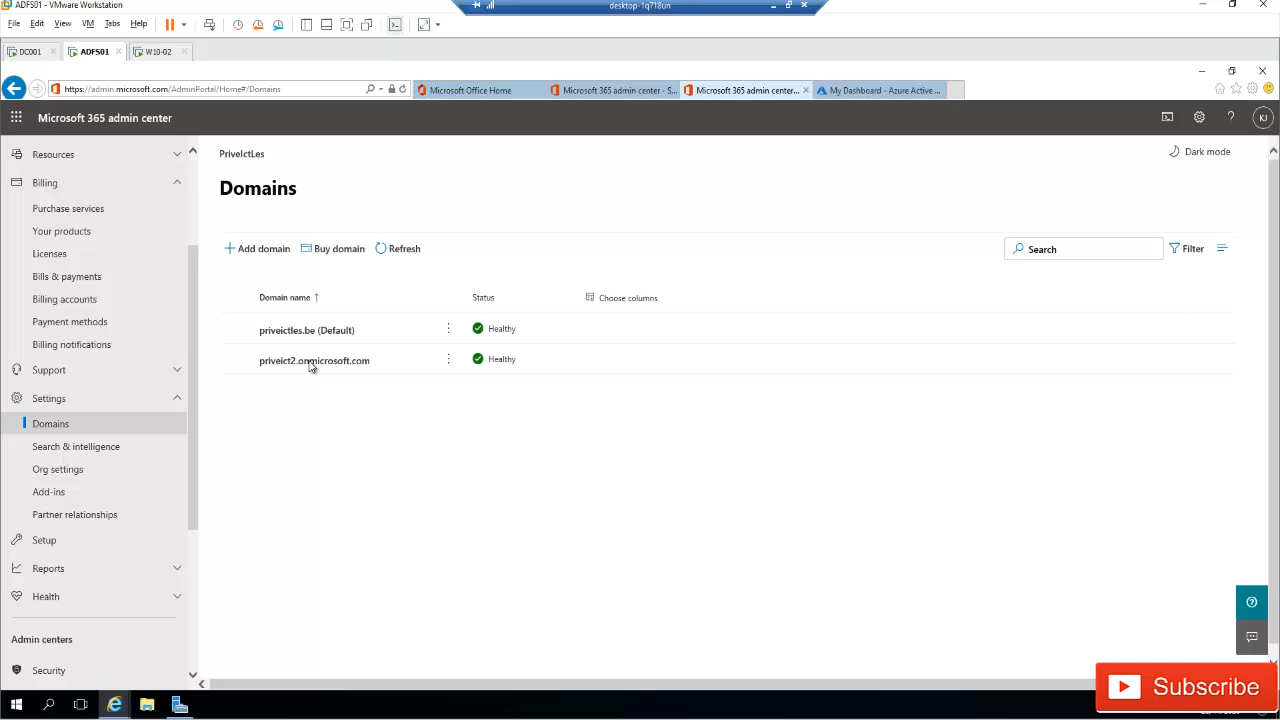 ADFS01 - VMware Workstation
desktop-1q718un
File Edit View VM Tabs Help
DC001 ADFS01 W10-02
https://admin.microsoft.com/AdminPortal/Home#/Domains
Microsoft Office Home
Microsoft 365 admin center - S...
Microsoft 365 admin center...
My Dashboard - Azure Active ...
Microsoft 365 admin center
KJ
Resources
Billing
Purchase services
Your products
Licenses
Bills & payments
Billing accounts
Payment methods
Billing notifications
Support
Settings
Domains
Search & intelligence
Org settings
Add-ins
Partner relationships
Setup
Reports
Health
Admin centers
Security
PriveIctLes
Dark mode
Domains
Add domain Buy domain Refresh
Search
Filter
Domain name ↑ Status Choose columns
priveictles.be (Default) Healthy
priveict2.onmicrosoft.com Healthy
Subscribe